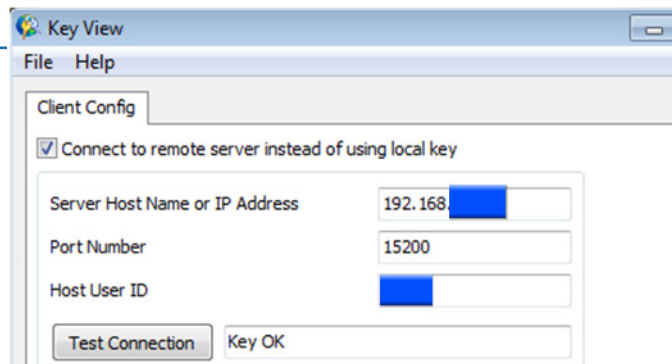 Key View
File Help
Client Config
Connect to remote server instead of using local key
Server Host Name or IP Address 192.168.
Port Number 15200
Host User ID
Test Connection Key OK